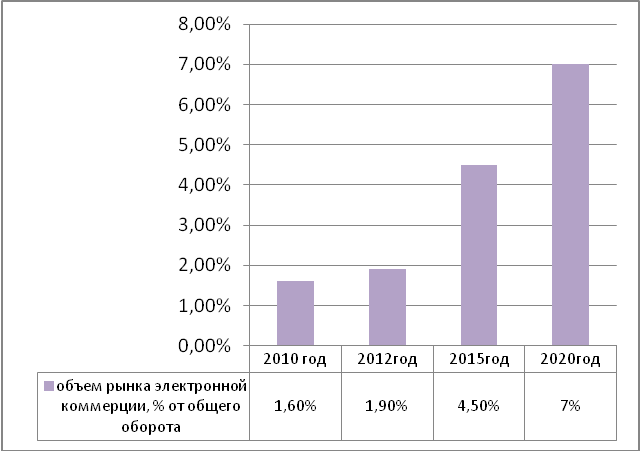 8,00%
7,00%
6,00%
5,00%
4,00%
3,00%
2,00%
1,00%
0,00%
2010 год 2012год 2015год 2020год
объем рынка электронной
коммерции, % от общего
оборота
1,60% 1,90% 4,50% 7%